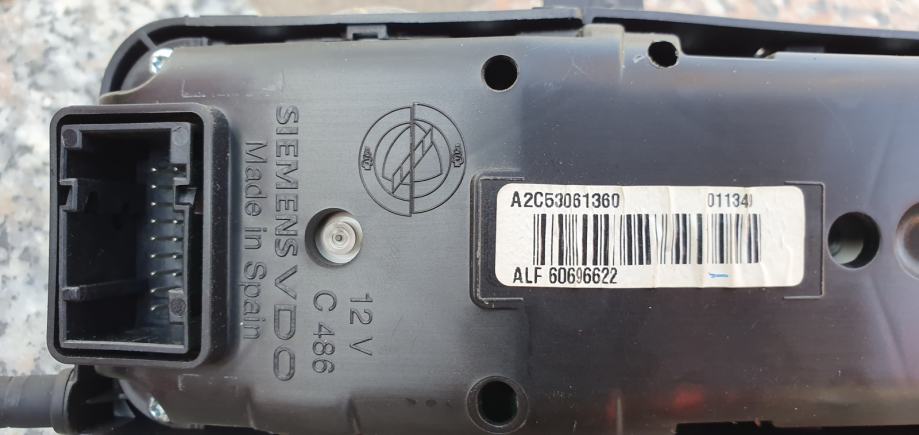 SIEMENS VDO
Made in Spain
12 V
C 486
A2C53061360 01134
ALF 60696622